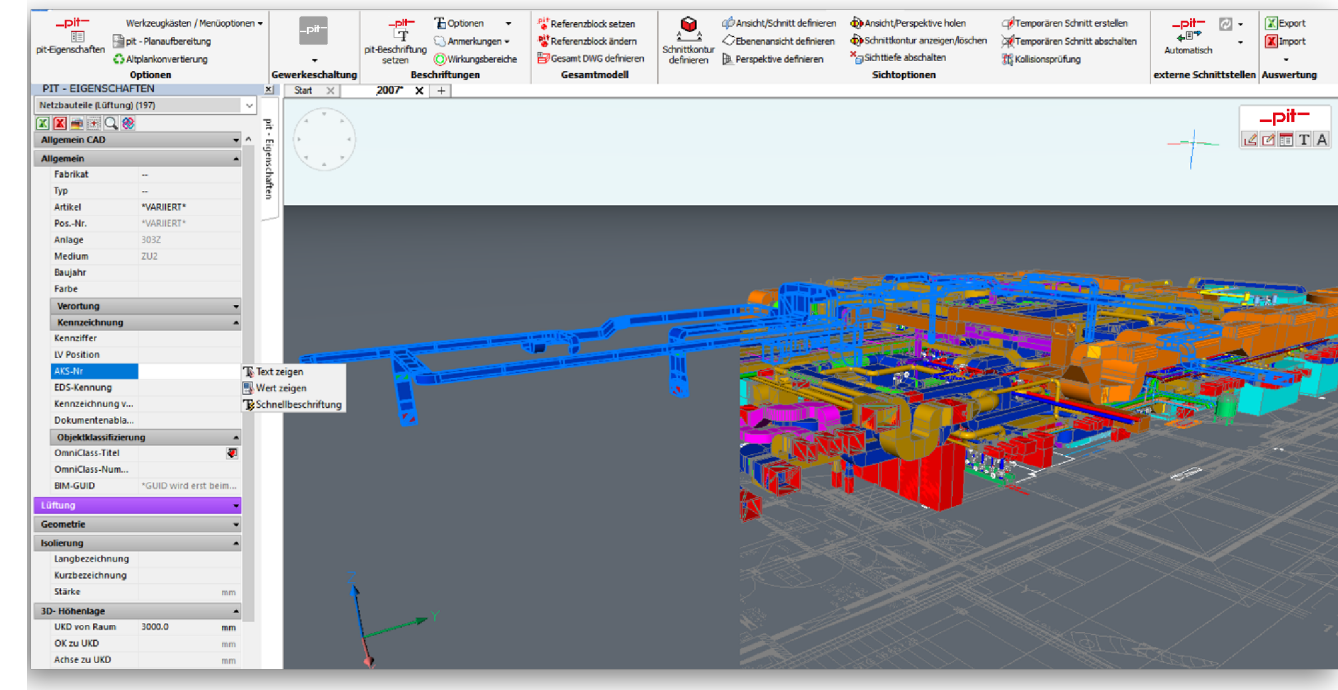 _pit‾
pit-Eigenschaften
Werkzeugkästen / Menüoptionen
pit - Planaufbereitung
Altplankonvertierung
Optionen
_pit‾
Gewerkeschaltung
_pit‾
T
pit-Beschriftung setzen
Optionen
Anmerkungen
Wirkungsbereiche
Beschriftungen
Referenzblock setzen
Referenzblock ändern
Gesamt DWG definieren
Gesamtmodell
Schnittkontur definieren
Ansicht/Schnitt definieren
Ebenenansicht definieren
Perspektive definieren
Ansicht/Perspektive holen
Schnittkontur anzeigen/löschen
Sichttiefe abschalten
Temporären Schnitt erstellen
Temporären Schnitt abschalten
Kollisionsprüfung
Sichtoptionen
_pit‾
Automatisch
externe Schnittstellen
Export
Import
Auswertung
PIT - EIGENSCHAFTEN
Start
2007*
Netzbauteile (Lüftung) (197)
pit - Eigenschaften
Allgemein CAD
Allgemein
Fabrikat --
Typ --
Artikel *VARIIERT*
Pos.-Nr. *VARIIERT*
Anlage 303Z
Medium ZU2
Baujahr
Farbe
Verortung
Kennzeichnung
Kennziffer
LV Position
AKS-Nr
EDS-Kennung
Kennzeichnung v...
Dokumentenabla...
Text zeigen
Wert zeigen
Schnellbeschriftung
Objektklassifizierung
OmniClass-Titel
OmniClass-Num...
BIM-GUID *GUID wird erst beim...
Lüftung
Geometrie
Isolierung
Langbezeichnung
Kurzbezeichnung
Stärke mm
3D- Höhenlage
UKD von Raum 3000.0 mm
OK zu UKD mm
Achse zu UKD mm
_pit‾
T A
Z
Y